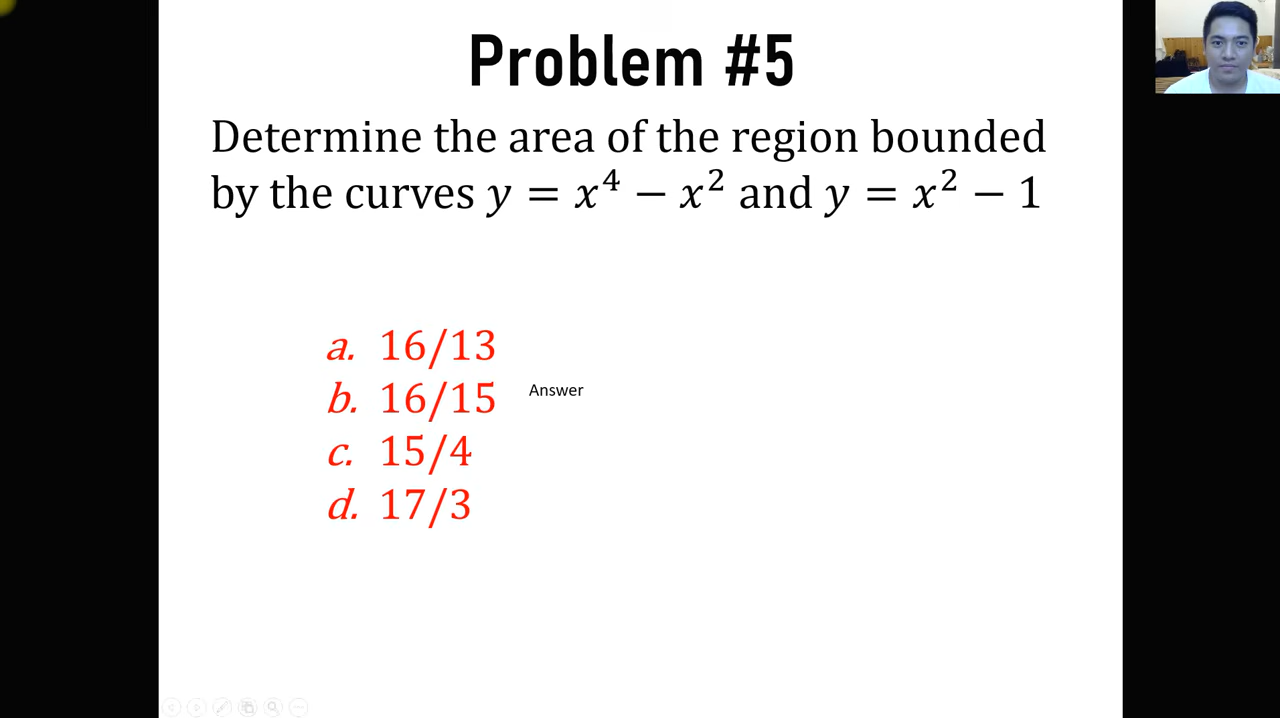 Problem #5
Determine the area of the region bounded
by the curves y = x⁴ − x² and y = x² − 1
a. 16/13
b. 16/15 Answer
c. 15/4
d. 17/3